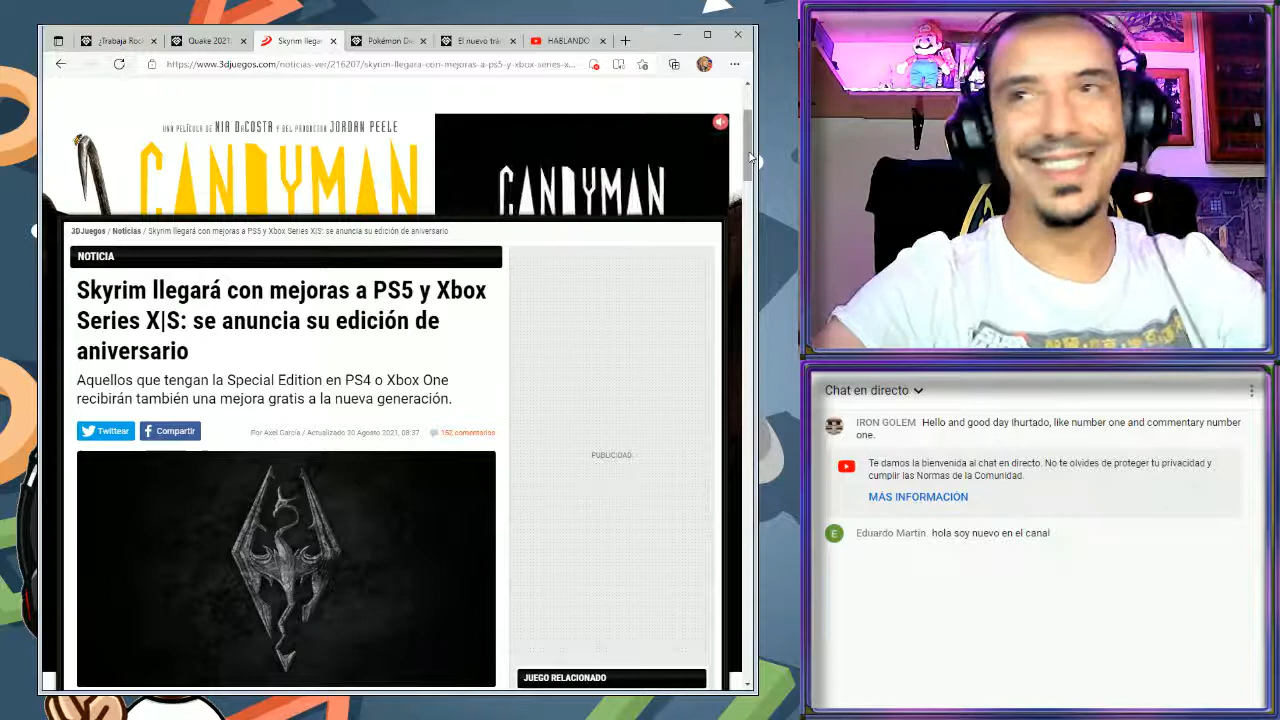 ¿Trabaja Roc
Quake 2021
Skyrim llegar
Pokémon Di
El nuevo trá
HABLANDO
https://www.3djuegos.com/noticias-ver/216207/skyrim-llegara-con-mejoras-a-ps5-y-xbox-series-x...
UNA PELÍCULA DE NIA DACOSTA Y DEL PRODUCTOR JORDAN PEELE
CANDYMAN
CANDYMAN
3DJuegos / Noticias / Skyrim llegará con mejoras a PS5 y Xbox Series X|S: se anuncia su edición de aniversario
NOTICIA
Skyrim llegará con mejoras a PS5 y Xbox
Series X|S: se anuncia su edición de
aniversario
Aquellos que tengan la Special Edition en PS4 o Xbox One
recibirán también una mejora gratis a la nueva generación.
Twittear
Compartir
Por Axel García / Actualizado 20 Agosto 2021, 08:37
152 comentarios
PUBLICIDAD:
JUEGO RELACIONADO
Chat en directo
IRON GOLEM Hello and good day lhurtado, like number one and commentary number
one.
Te damos la bienvenida al chat en directo. No te olvides de proteger tu privacidad y
cumplir las Normas de la Comunidad.
MÁS INFORMACIÓN
E
Eduardo Martin. hola soy nuevo en el canal